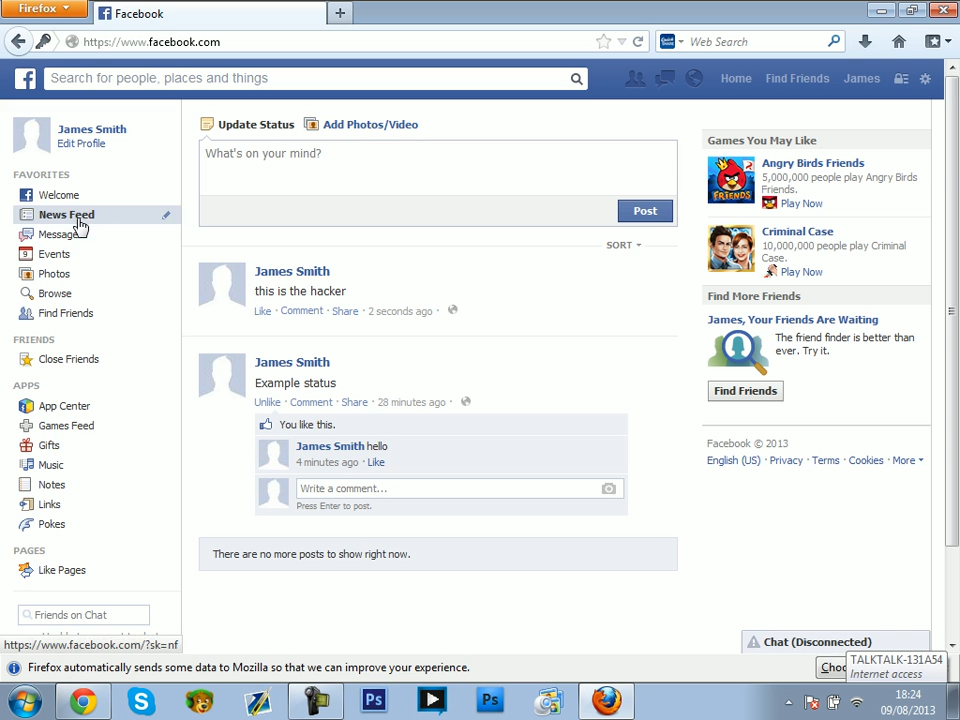 Firefox
Facebook
https://www.facebook.com
Web Search
Search for people, places and things
Home
Find Friends
James
James Smith
Edit Profile
FAVORITES
Welcome
News Feed
Messages
Events
Photos
Browse
Find Friends
FRIENDS
Close Friends
APPS
App Center
Games Feed
Gifts
Music
Notes
Links
Pokes
PAGES
Like Pages
Friends on Chat
https://www.facebook.com/?sk=nf
Update Status
Add Photos/Video
What's on your mind?
Post
SORT
James Smith
this is the hacker
Like · Comment · Share · 2 seconds ago ·
James Smith
Example status
Unlike · Comment · Share · 28 minutes ago ·
You like this.
James Smith hello
4 minutes ago · Like
Write a comment...
Press Enter to post.
There are no more posts to show right now.
Games You May Like
Angry Birds Friends
5,000,000 people play Angry Birds
Friends.
Play Now
FRIENDS
Criminal Case
10,000,000 people play Criminal
Case.
Play Now
Find More Friends
James, Your Friends Are Waiting
The friend finder is better than
ever. Try it.
Find Friends
Facebook © 2013
English (US) · Privacy · Terms · Cookies · More
Chat (Disconnected)
Firefox automatically sends some data to Mozilla so that we can improve your experience.
TALKTALK-131A54
Internet access
Ps
Ps
18:24
09/08/2013